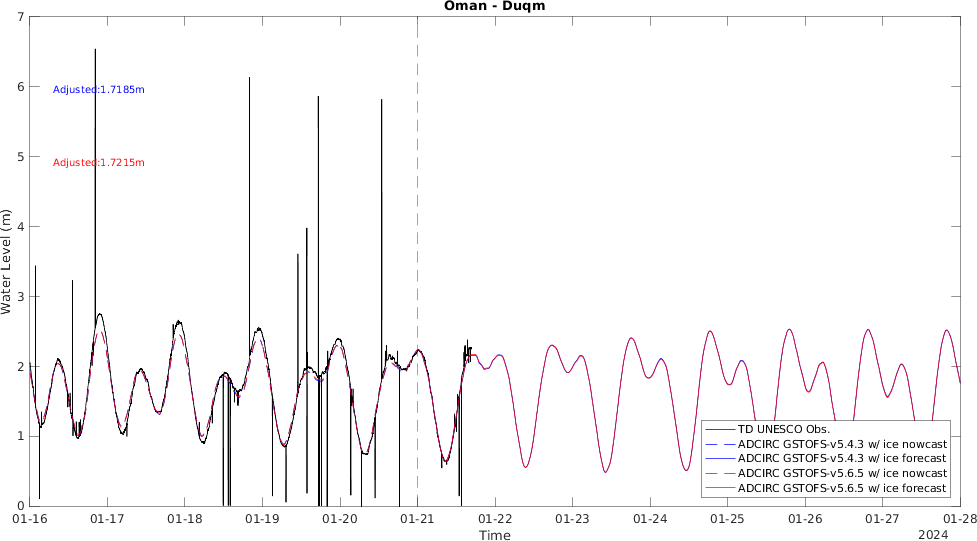 Oman - Duqm
7
6
5
4
3
2
1
0
Water Level (m)
Adjusted:1.7185m
Adjusted:1.7215m
TD UNESCO Obs.
ADCIRC GSTOFS-v5.4.3 w/ ice nowcast
ADCIRC GSTOFS-v5.4.3 w/ ice forecast
ADCIRC GSTOFS-v5.6.5 w/ ice nowcast
ADCIRC GSTOFS-v5.6.5 w/ ice forecast
01-16 01-17 01-18 01-19 01-20 01-21 01-22 01-23 01-24 01-25 01-26 01-27 01-28
Time
2024